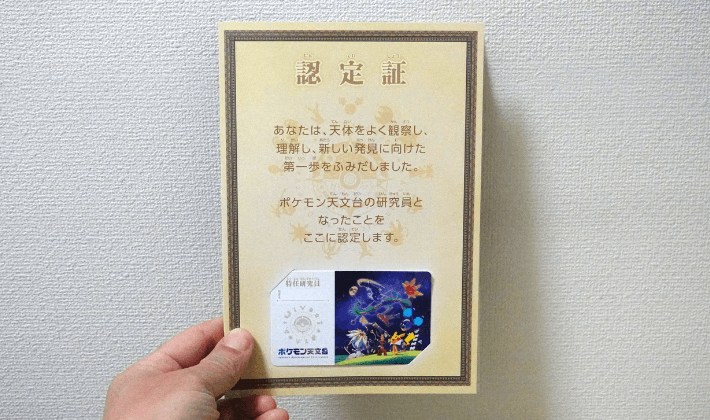 認定証
あなたは、天体をよく観察し、
理解し、新しい発見に向けた
第一歩をふみだしました。
ポケモン天文台の研究員と
なったことを
ここに認定します。
特任研究員
ポケモン天文台